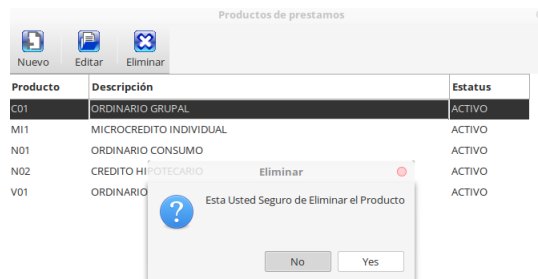 Productos de prestamos
Nuevo Editar Eliminar
Producto Descripción Estatus
C01 ORDINARIO GRUPAL ACTIVO
MI1 MICROCREDITO INDIVIDUAL ACTIVO
N01 ORDINARIO CONSUMO ACTIVO
N02 CREDITO HIPOTECARIO ACTIVO
V01 ORDINARIO ACTIVO
Eliminar
Esta Usted Seguro de Eliminar el Producto
No Yes